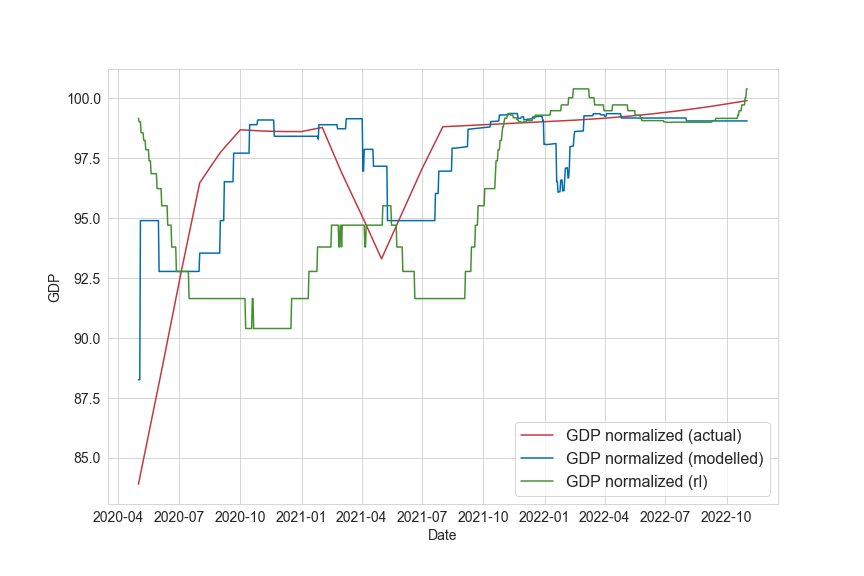 100.0
97.5
95.0
92.5
90.0
87.5
85.0
GDP
GDP normalized (actual)
GDP normalized (modelled)
GDP normalized (rl)
2020-04 2020-07 2020-10 2021-01 2021-04 2021-07 2021-10 2022-01 2022-04 2022-07 2022-10
Date